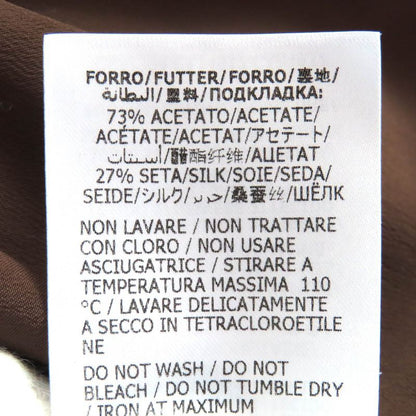 FORRO/FUTTER/FORRO/裏地/
البطانة/里料/ПОДКЛАДКА:
73% ACETATO/ACETATE/
ACÉTATE/ACETAT/アセテート/
أستات/醋酯纤维/АЦЕТАТ
27% SETA/SILK/SOIE/SEDA/
SEIDE/シルク/حرير/桑蚕丝/ШЁЛК
NON LAVARE / NON TRATTARE
CON CLORO / NON USARE
ASCIUGATRICE / STIRARE A
TEMPERATURA MASSIMA 110
°C / LAVARE DELICATAMENTE
A SECCO IN TETRACLOROETILE
NE
DO NOT WASH / DO NOT
BLEACH / DO NOT TUMBLE DRY
/ IRON AT MAXIMUM